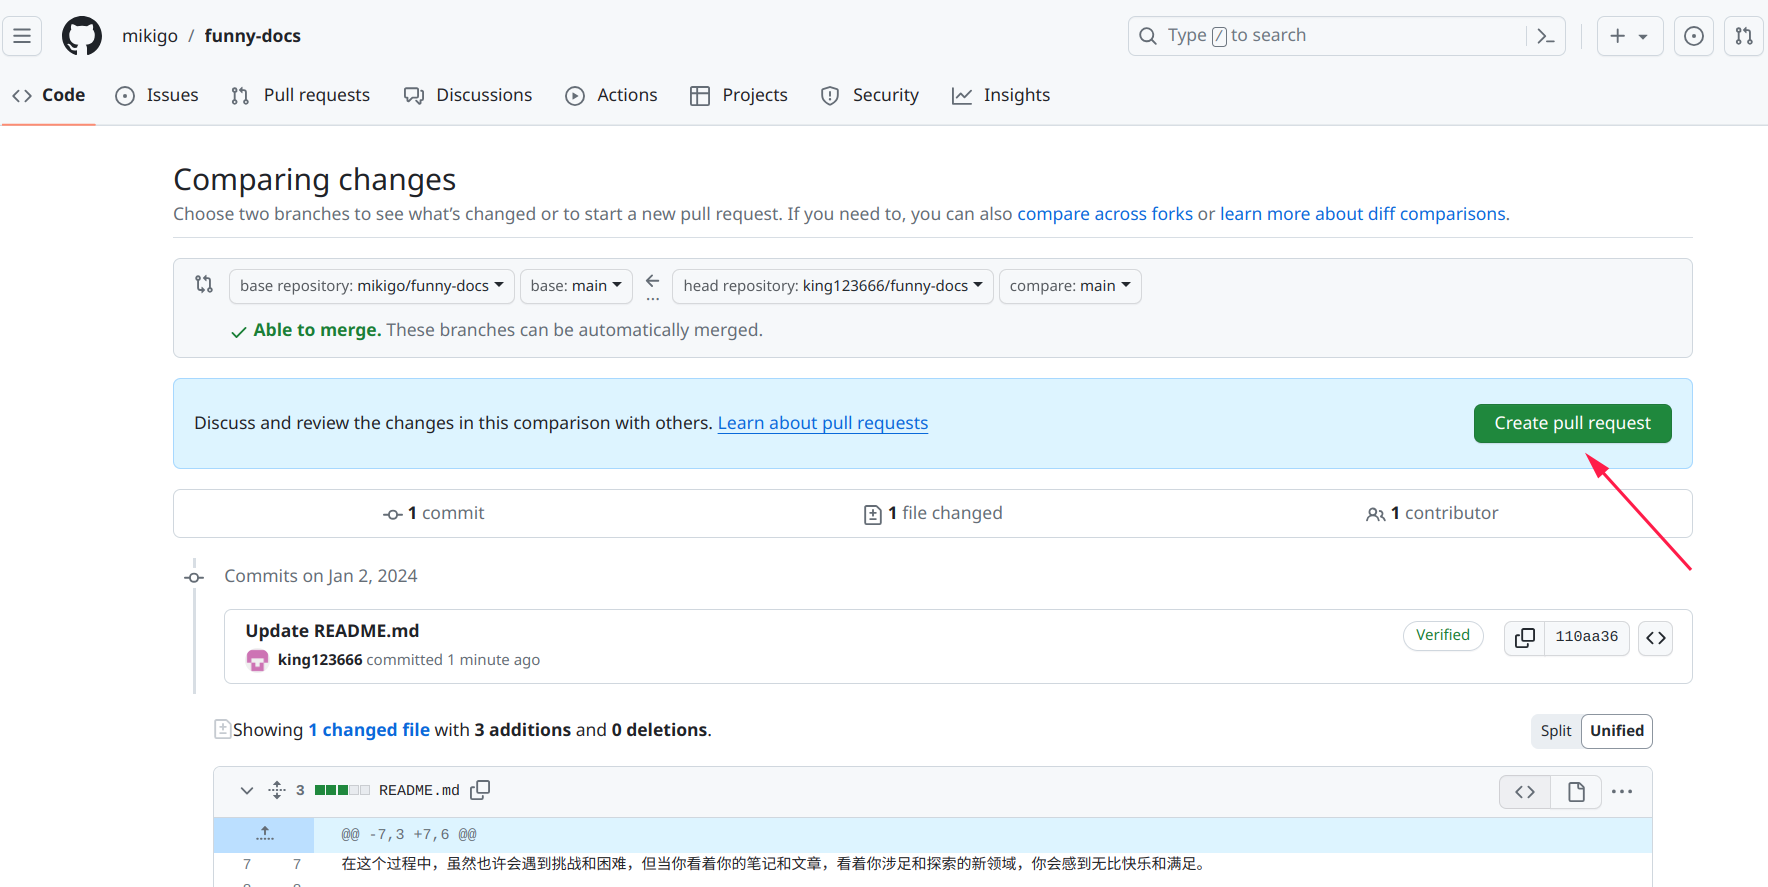 mikigo / funny-docs
Type / to search
Code Issues Pull requests Discussions Actions Projects Security Insights
Comparing changes
Choose two branches to see what's changed or to start a new pull request. If you need to, you can also compare across forks or learn more about diff comparisons.
base repository: mikigo/funny-docs base: main ... head repository: king123666/funny-docs compare: main
Able to merge. These branches can be automatically merged.
Discuss and review the changes in this comparison with others. Learn about pull requests
Create pull request
1 commit 1 file changed 1 contributor
Commits on Jan 2, 2024
Update README.md
Verified 110aa36
king123666 committed 1 minute ago
Showing 1 changed file with 3 additions and 0 deletions.
Split Unified
3 README.md
@@ -7,3 +7,6 @@
7 7 在这个过程中，虽然也许会遇到挑战和困难，但当你看着你的笔记和文章，看着你涉足和探索的新领域，你会感到无比快乐和满足。